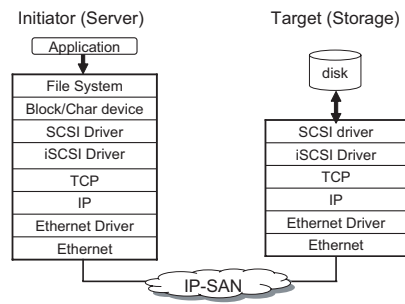 Initiator (Server)
Application
File System
Block/Char device
SCSI Driver
iSCSI Driver
TCP
IP
Ethernet Driver
Ethernet
Target (Storage)
disk
SCSI driver
iSCSI Driver
TCP
IP
Ethernet Driver
Ethernet
IP-SAN